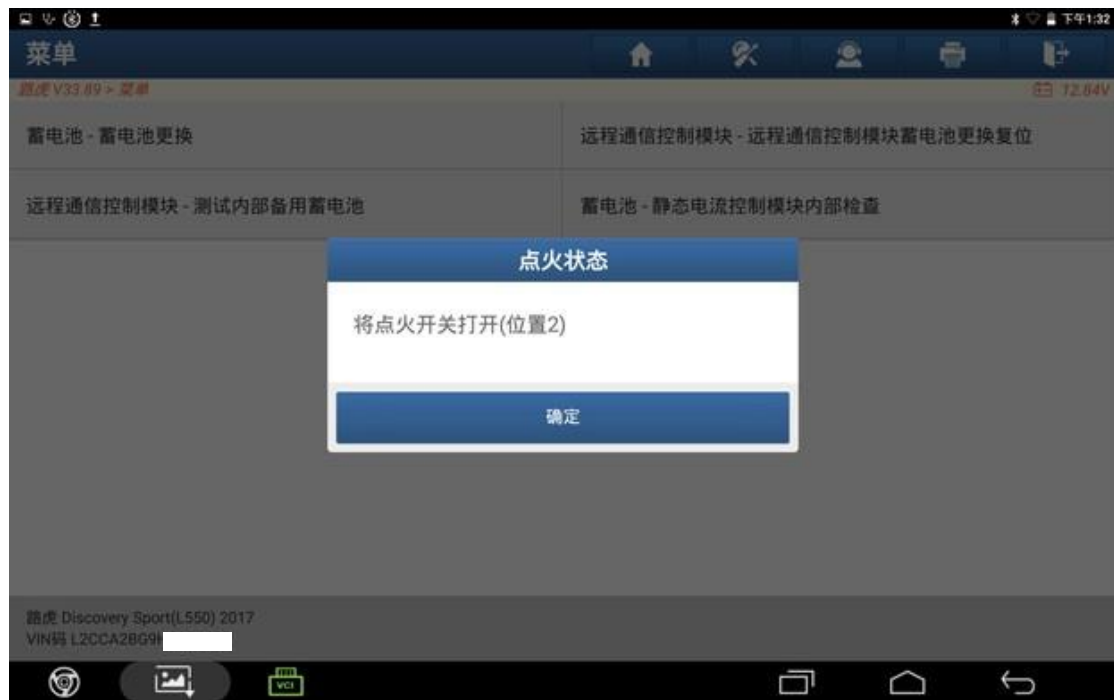 下午1:32
菜单
路虎 V33.89 > 菜单
12.84V
蓄电池 - 蓄电池更换
远程通信控制模块 - 远程通信控制模块蓄电池更换复位
远程通信控制模块 - 测试内部备用蓄电池
蓄电池 - 静态电流控制模块内部检查
点火状态
将点火开关打开(位置2)
确定
路虎 Discovery Sport(L550) 2017
VIN码 L2CCA2BG9H
VCI